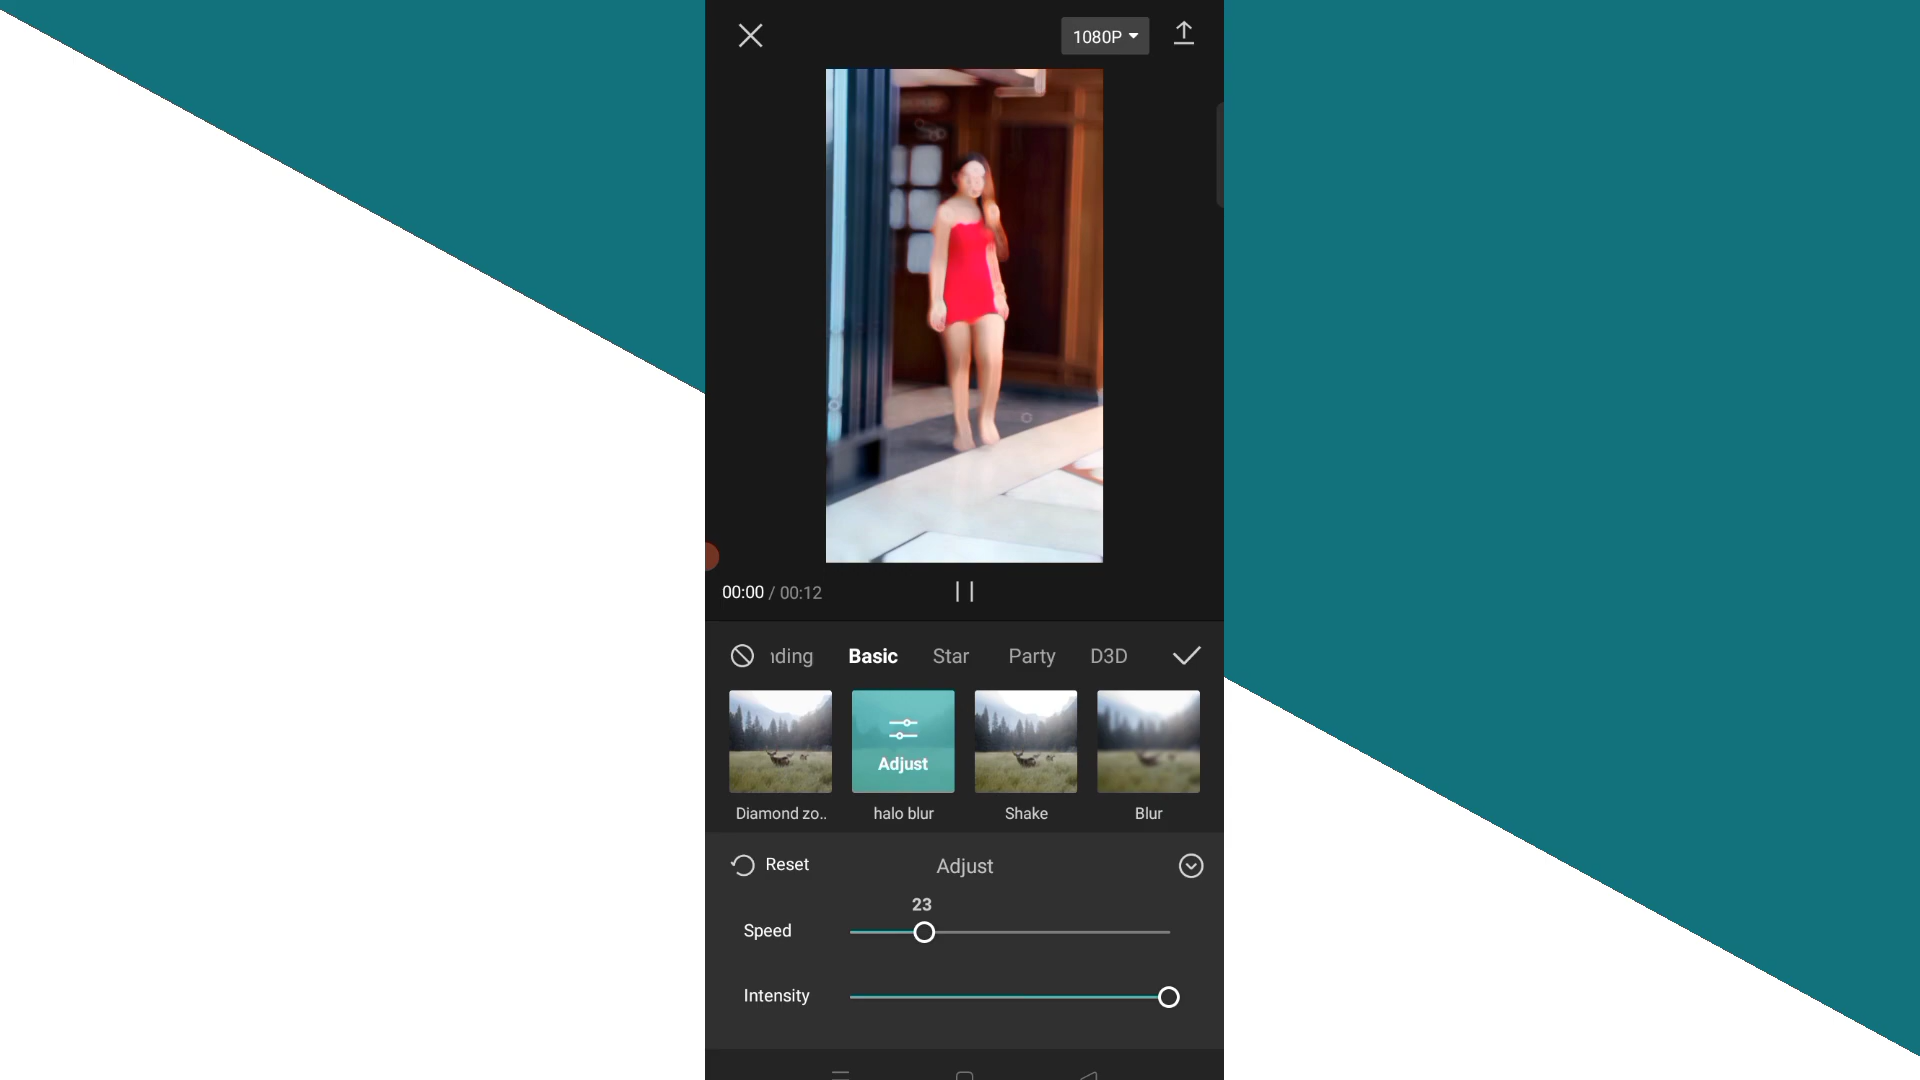 1080P
00:00 / 00:12
nding Basic Star Party D3D
Adjust
Diamond zo.. halo blur Shake Blur
Reset Adjust
23
Speed
Intensity